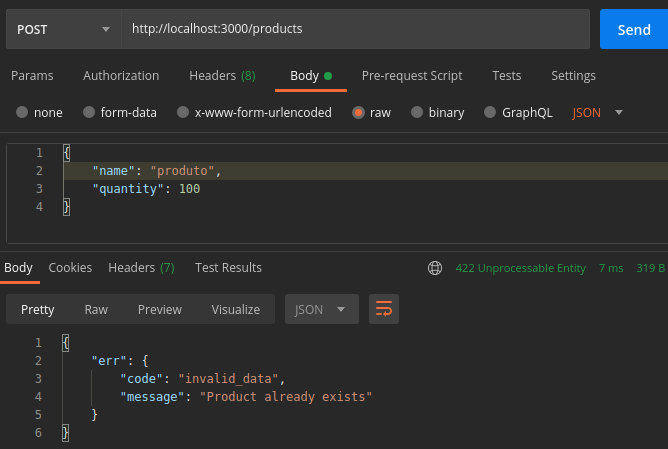 POST http://localhost:3000/products Send
Params Authorization Headers (8) Body Pre-request Script Tests Settings
none form-data x-www-form-urlencoded raw binary GraphQL JSON
1 {
2 "name": "produto",
3 "quantity": 100
4 }
Body Cookies Headers (7) Test Results 422 Unprocessable Entity 7 ms 319 B
Pretty Raw Preview Visualize JSON
1 {
2 "err": {
3 "code": "invalid_data",
4 "message": "Product already exists"
5 }
6 }